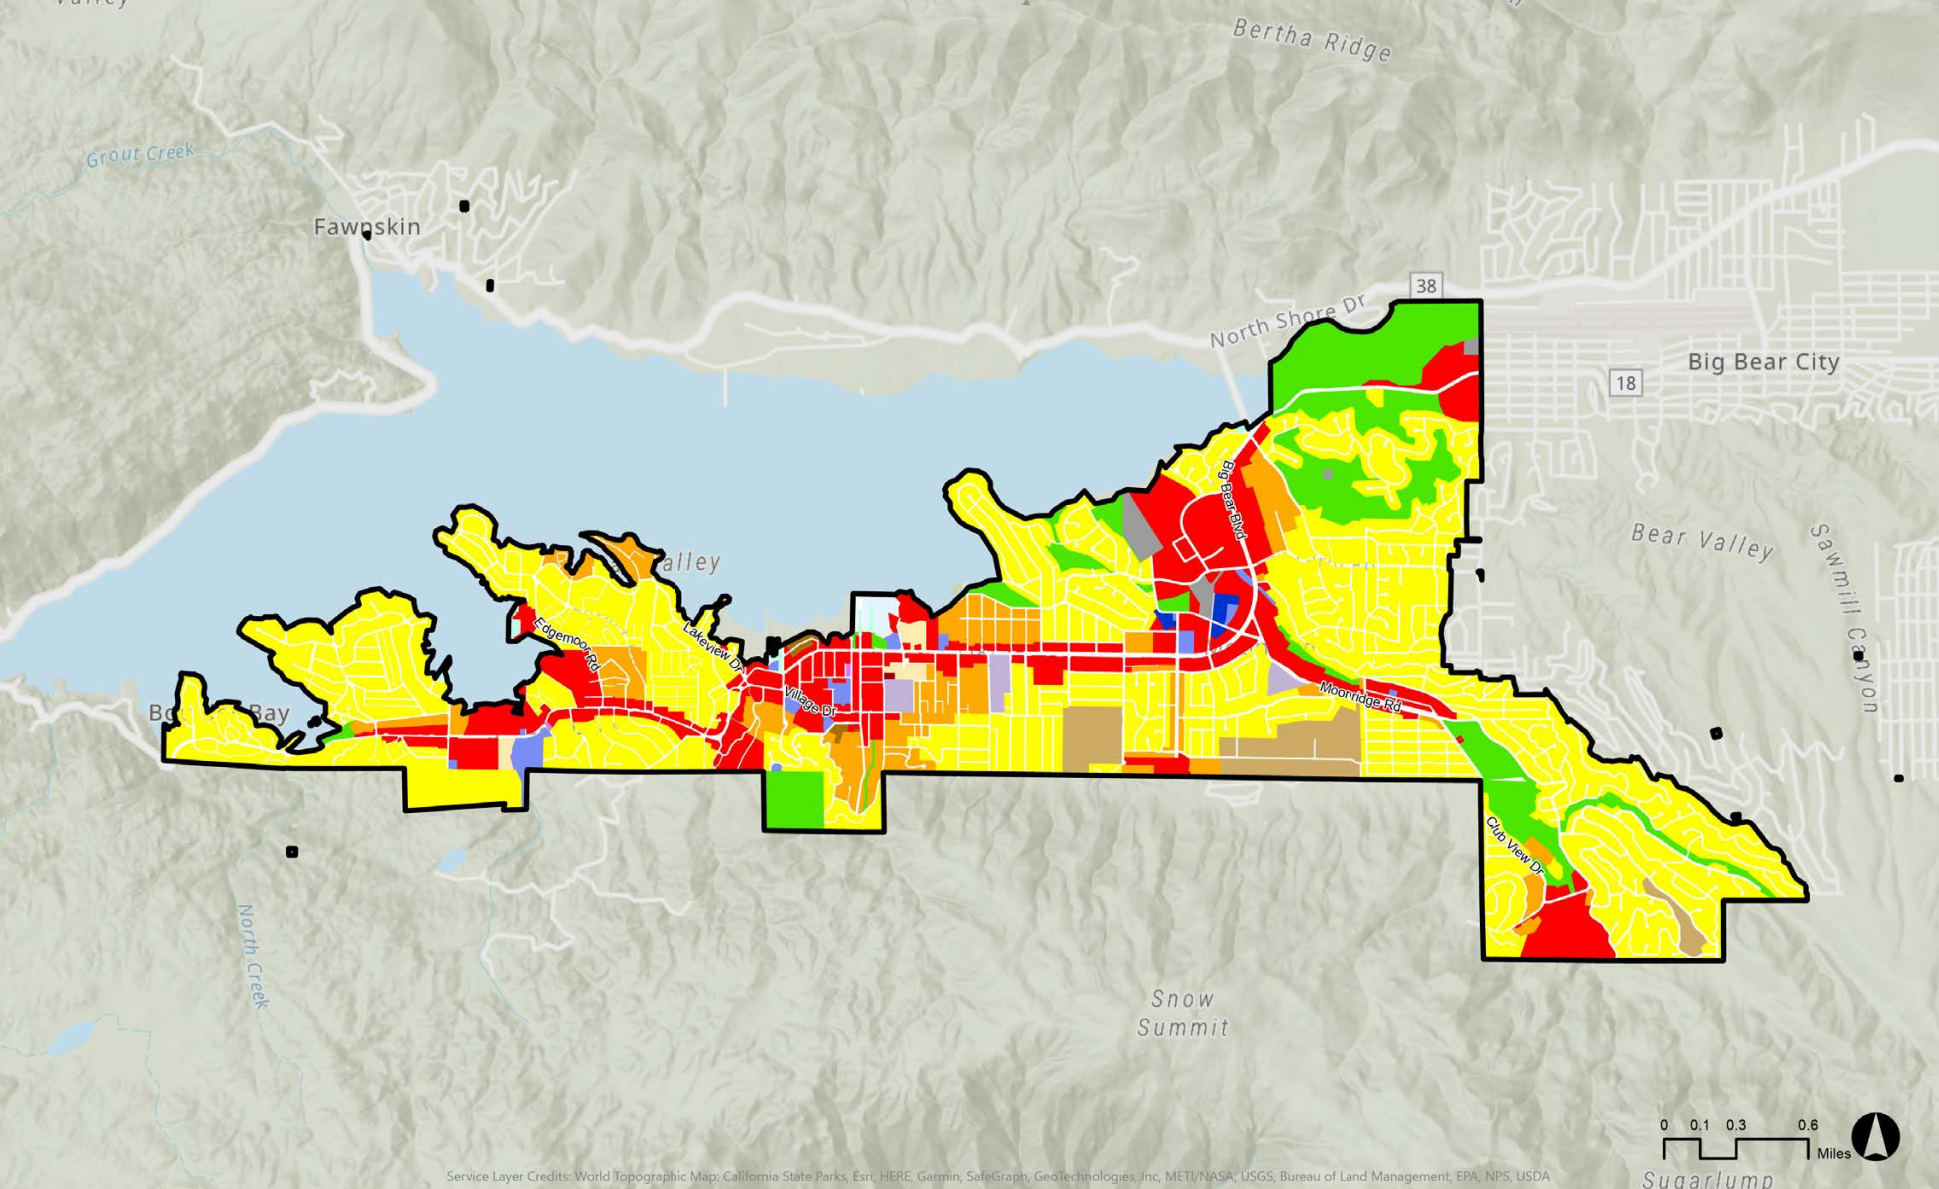 Valley
Bertha Ridge
Grout Creek
Fawnskin
38
North Shore Dr
Big Bear City
18
Big Bear Blvd
Bear Valley
Sawmill Canyon
alley
Edgemoor Rd
Lakeview Dr
Village Dr
Moonridge Rd
Bay
Club View Dr
North Creek
Snow
Summit
0 0.1 0.3 0.6
Miles
Service Layer Credits: World Topographic Map: California State Parks, Esri, HERE, Garmin, SafeGraph, GeoTechnologies, Inc, METI/NASA, USGS, Bureau of Land Management, EPA, NPS, USDA
Sugarlump